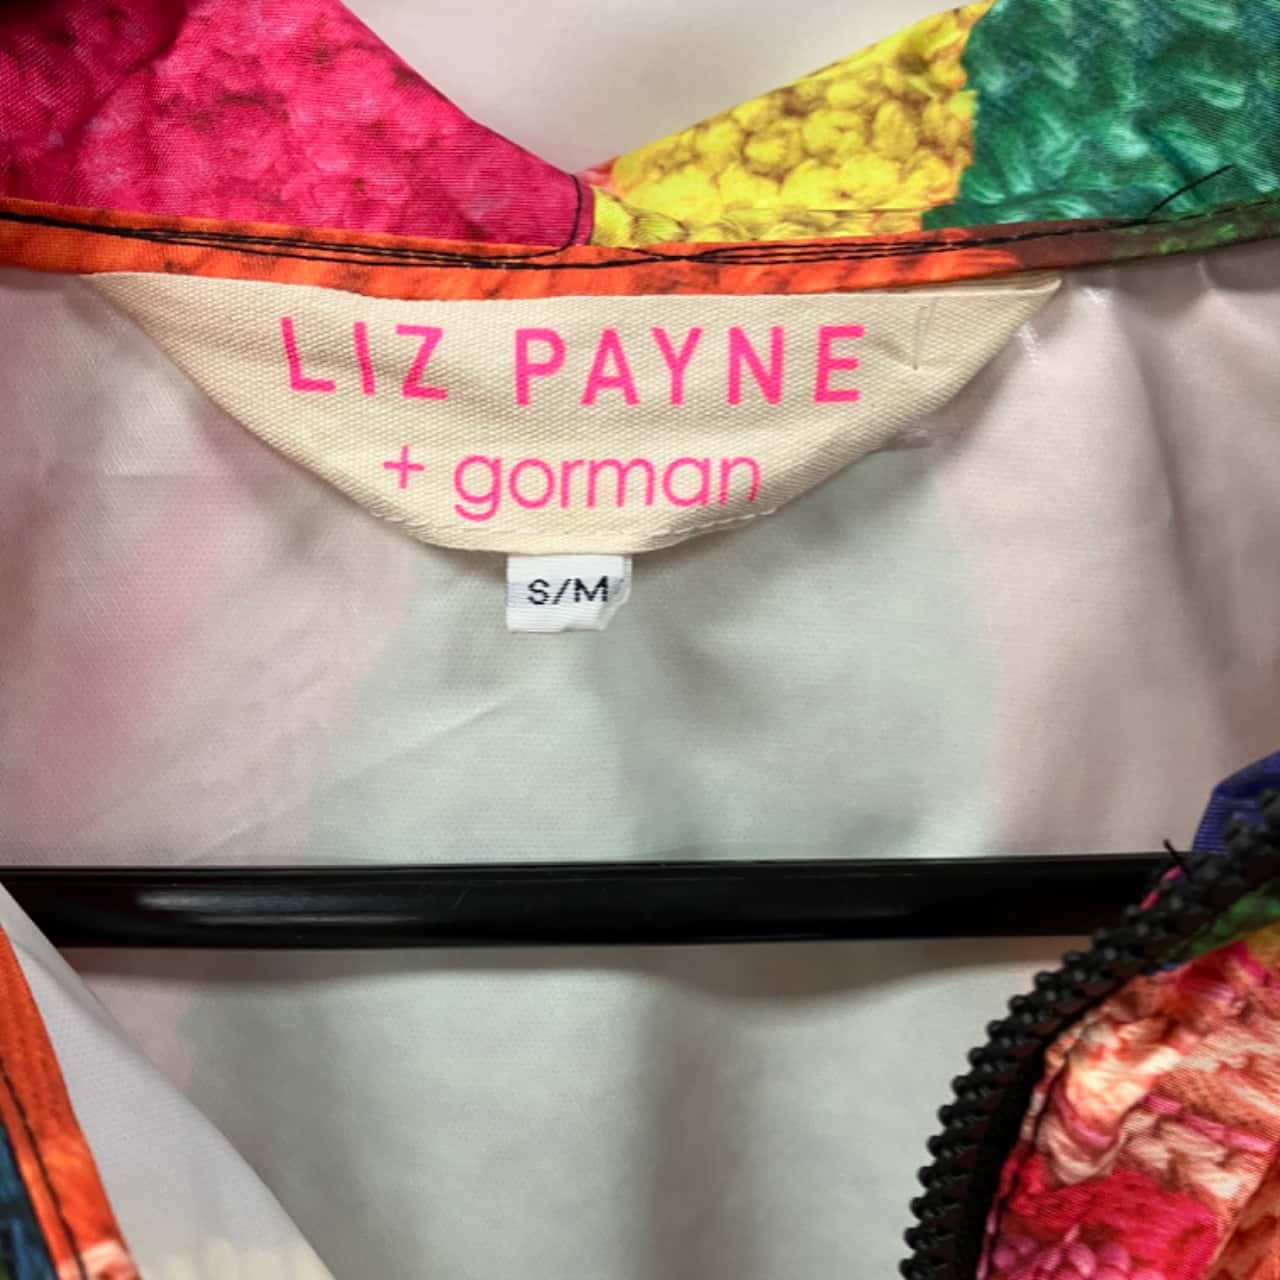 LIZ PAYNE
+ gorman
S/M